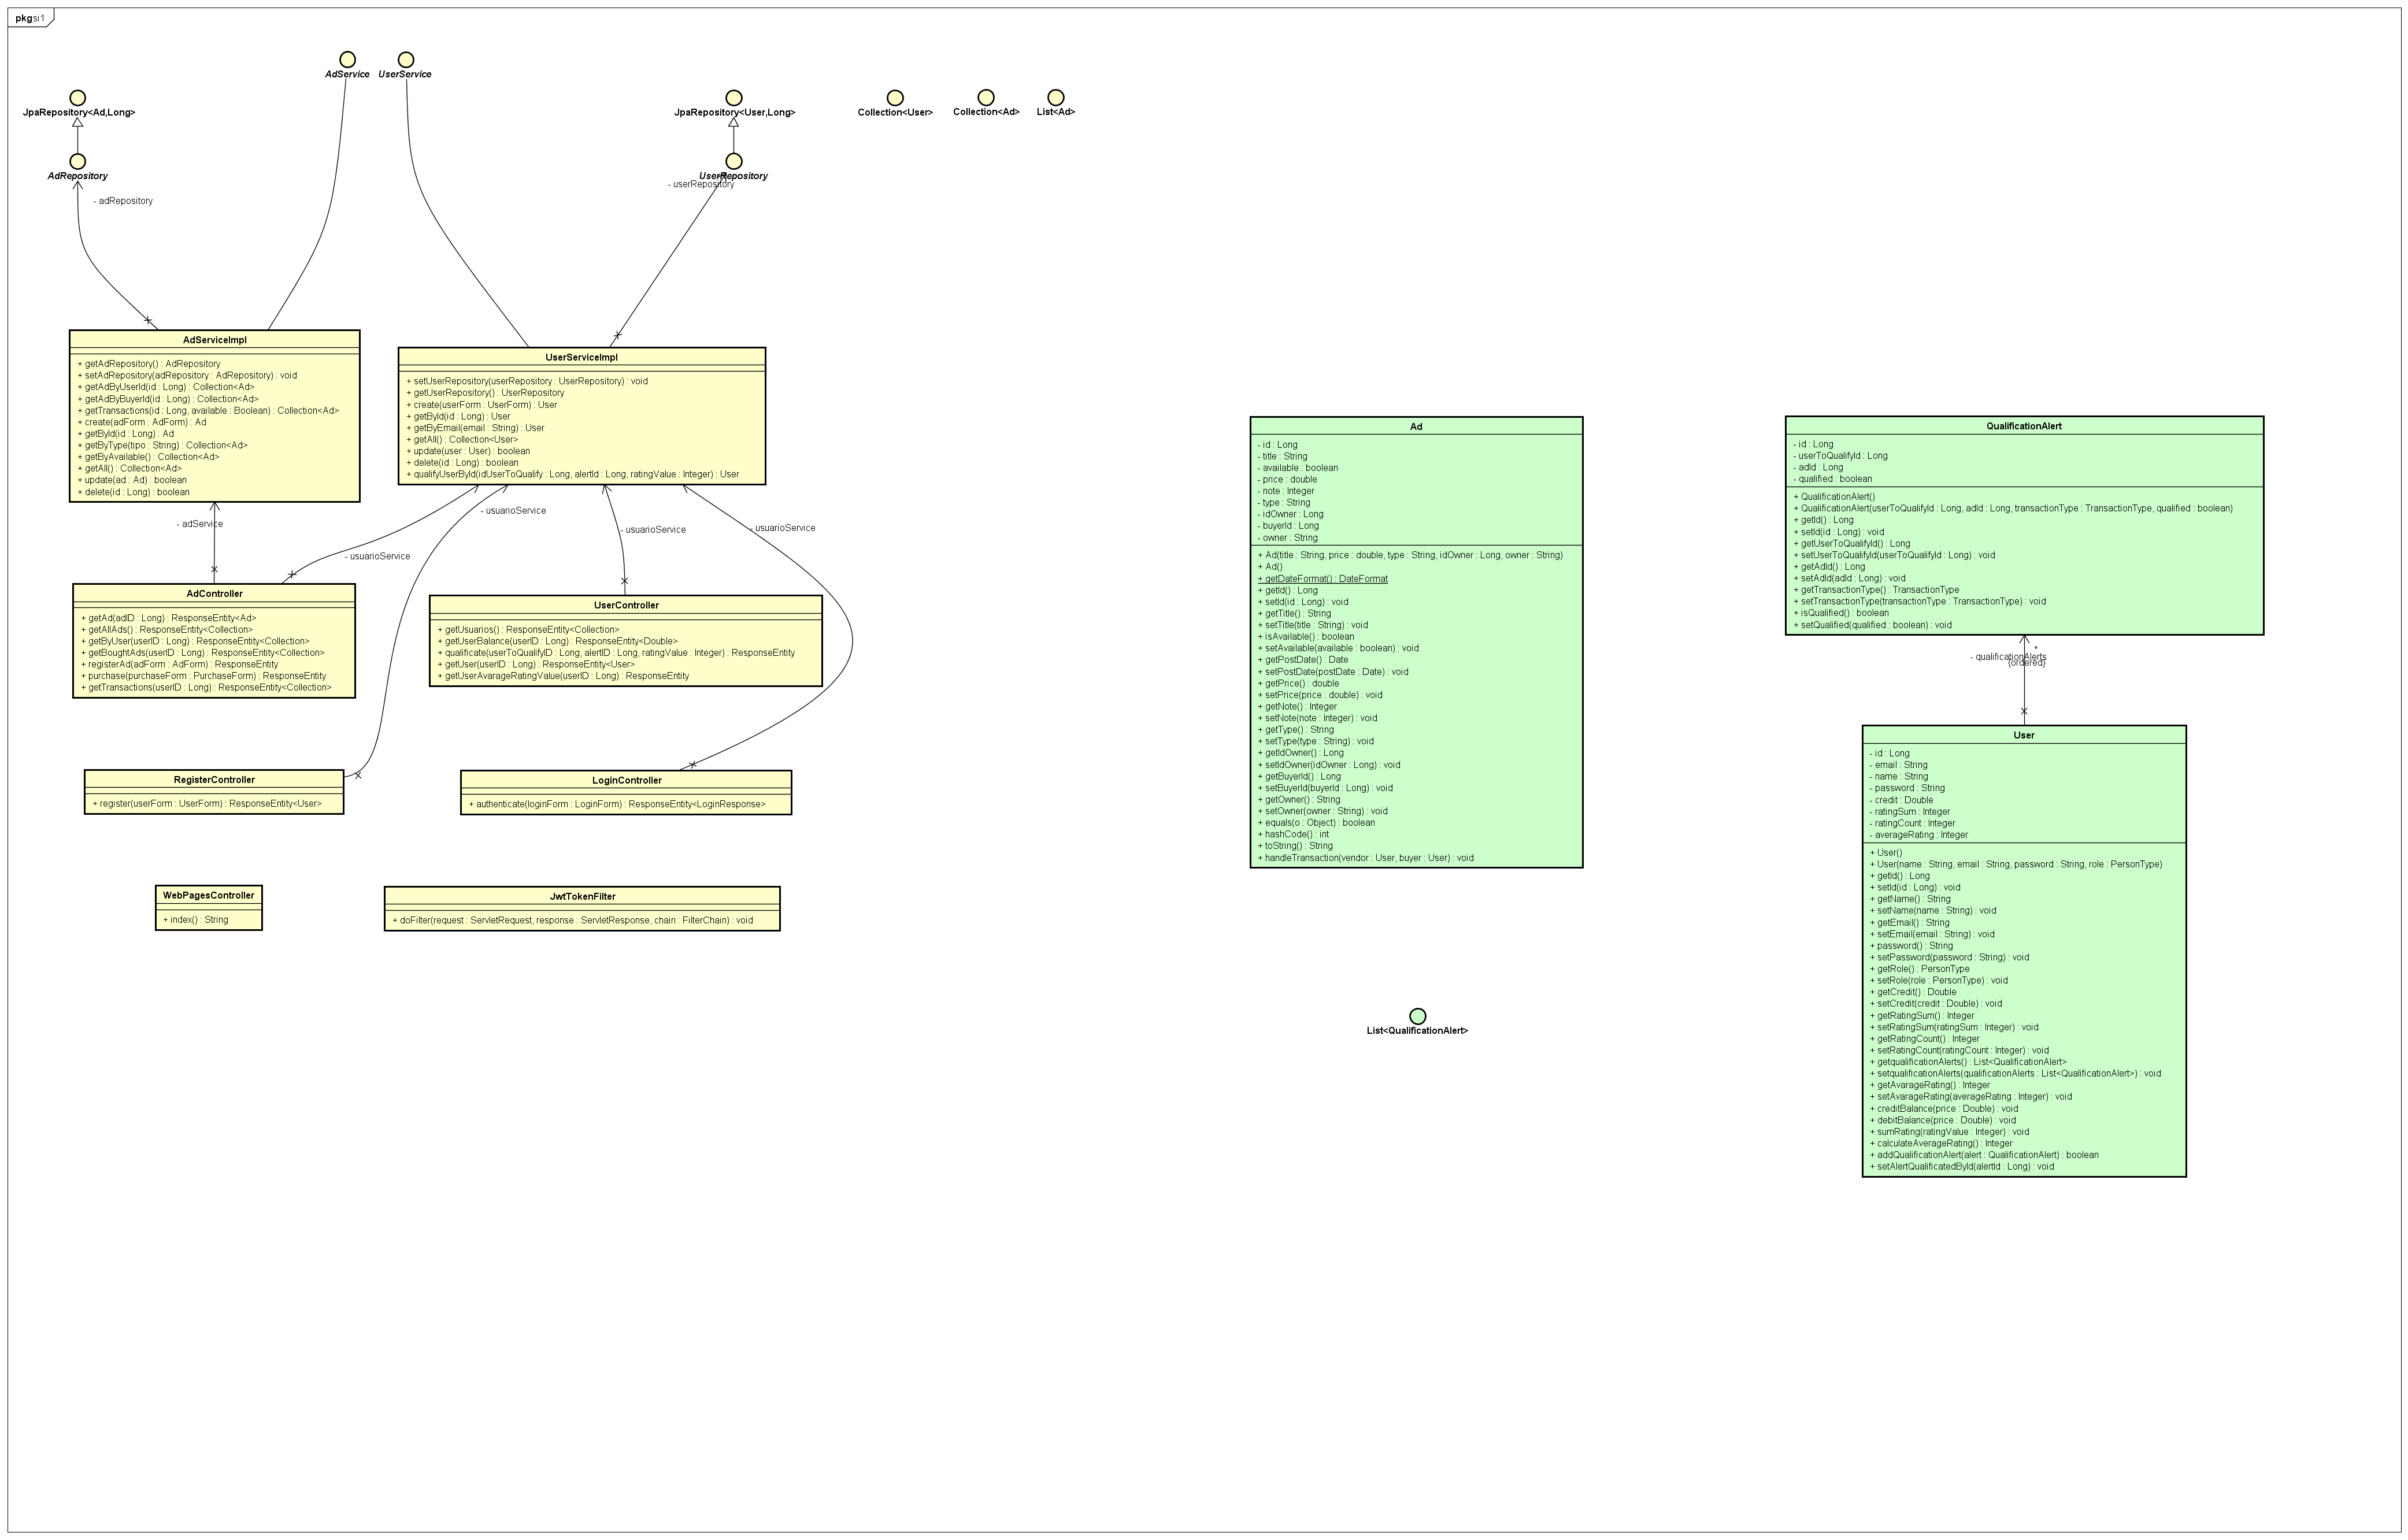 pkg si1
AdService
UserService
JpaRepository<Ad,Long>
JpaRepository<User,Long>
Collection<User>
Collection<Ad>
List<Ad>
AdRepository
UserRepository
- userRepository
- adRepository
AdServiceImpl
+ getAdRepository() : AdRepository
+ setAdRepository(adRepository : AdRepository) : void
+ getAdByUserId(id : Long) : Collection<Ad>
+ getAdByBuyerId(id : Long) : Collection<Ad>
+ getTransactions(id : Long, available : Boolean) : Collection<Ad>
+ create(adForm : AdForm) : Ad
+ getById(id : Long) : Ad
+ getByType(tipo : String) : Collection<Ad>
+ getByAvailable() : Collection<Ad>
+ getAll() : Collection<Ad>
+ update(ad : Ad) : boolean
+ delete(id : Long) : boolean
UserServiceImpl
+ setUserRepository(userRepository : UserRepository) : void
+ getUserRepository() : UserRepository
+ create(userForm : UserForm) : User
+ getById(id : Long) : User
+ getByEmail(email : String) : User
+ getAll() : Collection<User>
+ update(user : User) : boolean
+ delete(id : Long) : boolean
+ qualifyUserById(idUserToQualify : Long, alertId : Long, ratingValue : Integer) : User
- adService
- usuarioService
- usuarioService
- usuarioService
- usuarioService
AdController
+ getAd(adID : Long) : ResponseEntity<Ad>
+ getAllAds() : ResponseEntity<Collection>
+ getByUser(userID : Long) : ResponseEntity<Collection>
+ getBoughtAds(userID : Long) : ResponseEntity<Collection>
+ registerAd(adForm : AdForm) : ResponseEntity
+ purchase(purchaseForm : PurchaseForm) : ResponseEntity
+ getTransactions(userID : Long) : ResponseEntity<Collection>
UserController
+ getUsuarios() : ResponseEntity<Collection>
+ getUserBalance(userID : Long) : ResponseEntity<Double>
+ qualificate(userToQualifyID : Long, alertID : Long, ratingValue : Integer) : ResponseEntity
+ getUser(userID : Long) : ResponseEntity<User>
+ getUserAvarageRatingValue(userID : Long) : ResponseEntity
RegisterController
+ register(userForm : UserForm) : ResponseEntity<User>
LoginController
+ authenticate(loginForm : LoginForm) : ResponseEntity<LoginResponse>
WebPagesController
+ index() : String
JwtTokenFilter
+ doFilter(request : ServletRequest, response : ServletResponse, chain : FilterChain) : void
Ad
- id : Long
- title : String
- available : boolean
- price : double
- note : Integer
- type : String
- idOwner : Long
- buyerId : Long
- owner : String
+ Ad(title : String, price : double, type : String, idOwner : Long, owner : String)
+ Ad()
+ getDateFormat() : DateFormat
+ getId() : Long
+ setId(id : Long) : void
+ getTitle() : String
+ setTitle(title : String) : void
+ isAvailable() : boolean
+ setAvailable(available : boolean) : void
+ getPostDate() : Date
+ setPostDate(postDate : Date) : void
+ getPrice() : double
+ setPrice(price : double) : void
+ getNote() : Integer
+ setNote(note : Integer) : void
+ getType() : String
+ setType(type : String) : void
+ getIdOwner() : Long
+ setIdOwner(idOwner : Long) : void
+ getBuyerId() : Long
+ setBuyerId(buyerId : Long) : void
+ getOwner() : String
+ setOwner(owner : String) : void
+ equals(o : Object) : boolean
+ hashCode() : int
+ toString() : String
+ handleTransaction(vendor : User, buyer : User) : void
List<QualificationAlert>
QualificationAlert
- id : Long
- userToQualifyId : Long
- adId : Long
- qualified : boolean
+ QualificationAlert()
+ QualificationAlert(userToQualifyId : Long, adId : Long, transactionType : TransactionType, qualified : boolean)
+ getId() : Long
+ setId(id : Long) : void
+ getUserToQualifyId() : Long
+ setUserToQualifyId(userToQualifyId : Long) : void
+ getAdId() : Long
+ setAdId(adId : Long) : void
+ getTransactionType() : TransactionType
+ setTransactionType(transactionType : TransactionType) : void
+ isQualified() : boolean
+ setQualified(qualified : boolean) : void
*
- qualificationAlerts
{ordered}
User
- id : Long
- email : String
- name : String
- password : String
- credit : Double
- ratingSum : Integer
- ratingCount : Integer
- averageRating : Integer
+ User()
+ User(name : String, email : String, password : String, role : PersonType)
+ getId() : Long
+ setId(id : Long) : void
+ getName() : String
+ setName(name : String) : void
+ getEmail() : String
+ setEmail(email : String) : void
+ password() : String
+ setPassword(password : String) : void
+ getRole() : PersonType
+ setRole(role : PersonType) : void
+ getCredit() : Double
+ setCredit(credit : Double) : void
+ getRatingSum() : Integer
+ setRatingSum(ratingSum : Integer) : void
+ getRatingCount() : Integer
+ setRatingCount(ratingCount : Integer) : void
+ getqualificationAlerts() : List<QualificationAlert>
+ setqualificationAlerts(qualificationAlerts : List<QualificationAlert>) : void
+ getAvarageRating() : Integer
+ setAvarageRating(averageRating : Integer) : void
+ creditBalance(price : Double) : void
+ debitBalance(price : Double) : void
+ sumRating(ratingValue : Integer) : void
+ calculateAverageRating() : Integer
+ addQualificationAlert(alert : QualificationAlert) : boolean
+ setAlertQualificatedById(alertId : Long) : void